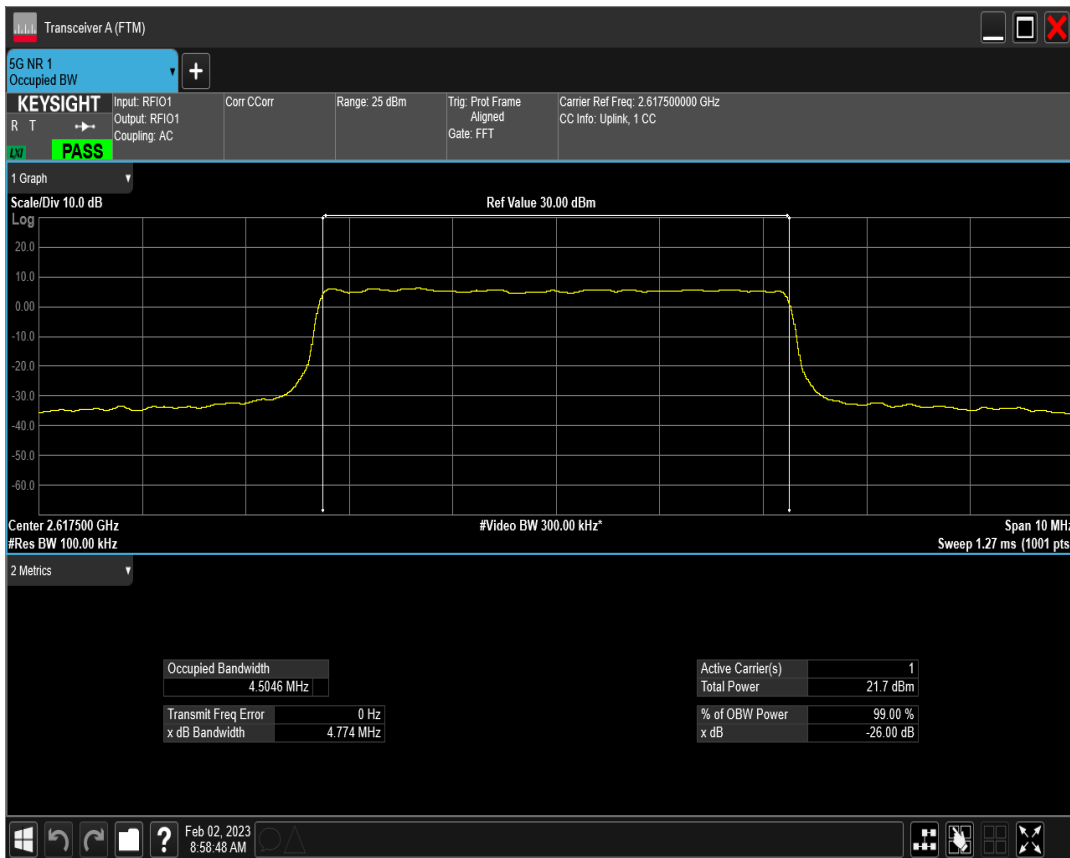 Transceiver A (FTM)
5G NR 1
Occupied BW
+
KEYSIGHT
R T
LXI
PASS
Input: RFIO1
Output: RFIO1
Coupling: AC
Corr CCorr
Range: 25 dBm
Trig: Prot Frame
Aligned
Gate: FFT
Carrier Ref Freq: 2.617500000 GHz
CC Info: Uplink, 1 CC
1 Graph
Scale/Div 10.0 dB
Ref Value 30.00 dBm
Log
20.0
10.0
0.00
-10.0
-20.0
-30.0
-40.0
-50.0
-60.0
Center 2.617500 GHz
#Video BW 300.00 kHz*
Span 10 MHz
#Res BW 100.00 kHz
Sweep 1.27 ms (1001 pts
2 Metrics
Occupied Bandwidth
4.5046 MHz
Transmit Freq Error 0 Hz
x dB Bandwidth 4.774 MHz
Active Carrier(s) 1
Total Power 21.7 dBm
% of OBW Power 99.00 %
x dB -26.00 dB
?
Feb 02, 2023
8:58:48 AM